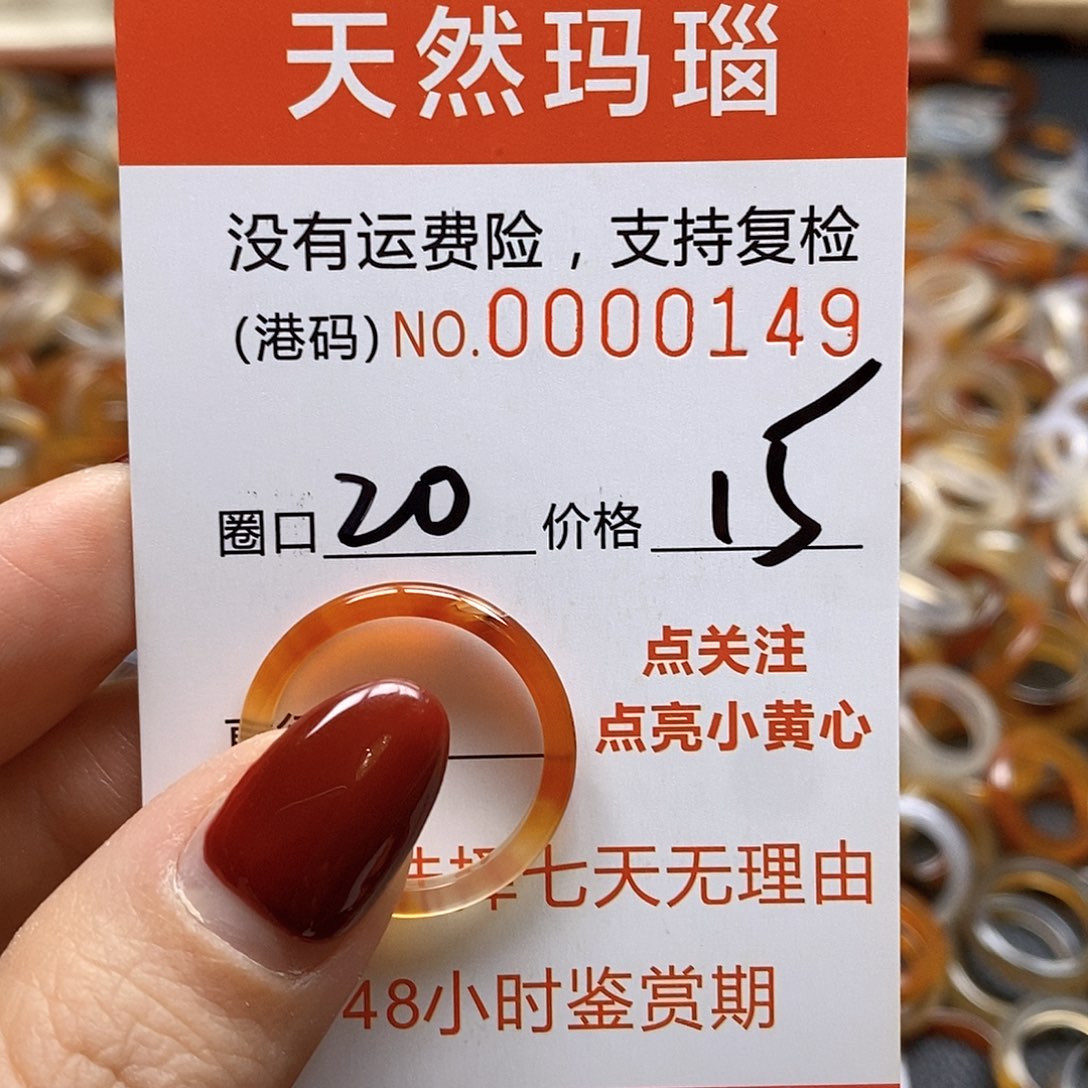 天然玛瑙
没有运费险，支持复检
(港码) NO.0000149
圈口 20 价格 15
点关注
点亮小黄心
选择七天无理由
48小时鉴赏期